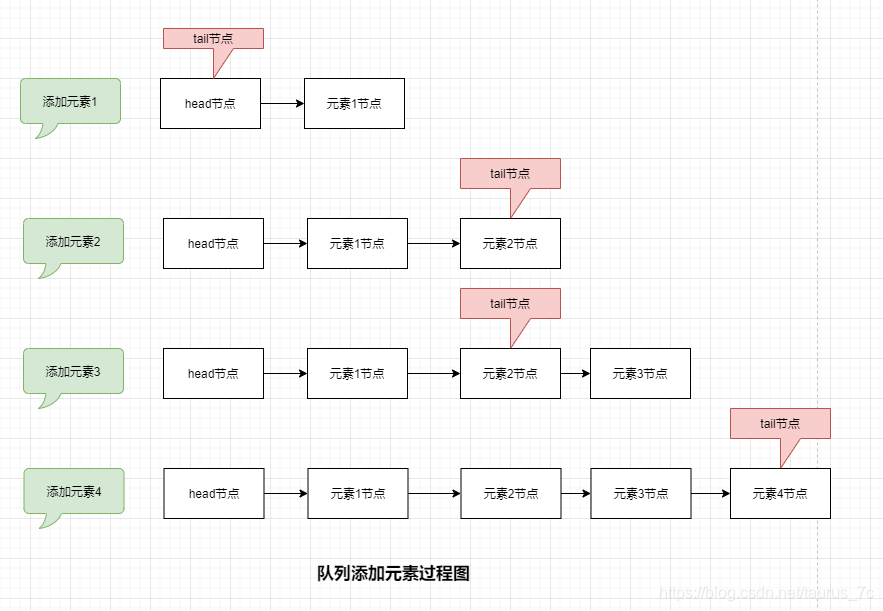 tail节点
添加元素1
head节点
元素1节点
tail节点
添加元素2
head节点
元素1节点
元素2节点
tail节点
添加元素3
head节点
元素1节点
元素2节点
元素3节点
tail节点
添加元素4
head节点
元素1节点
元素2节点
元素3节点
元素4节点
队列添加元素过程图
https://blog.csdn.net/taurus_7c